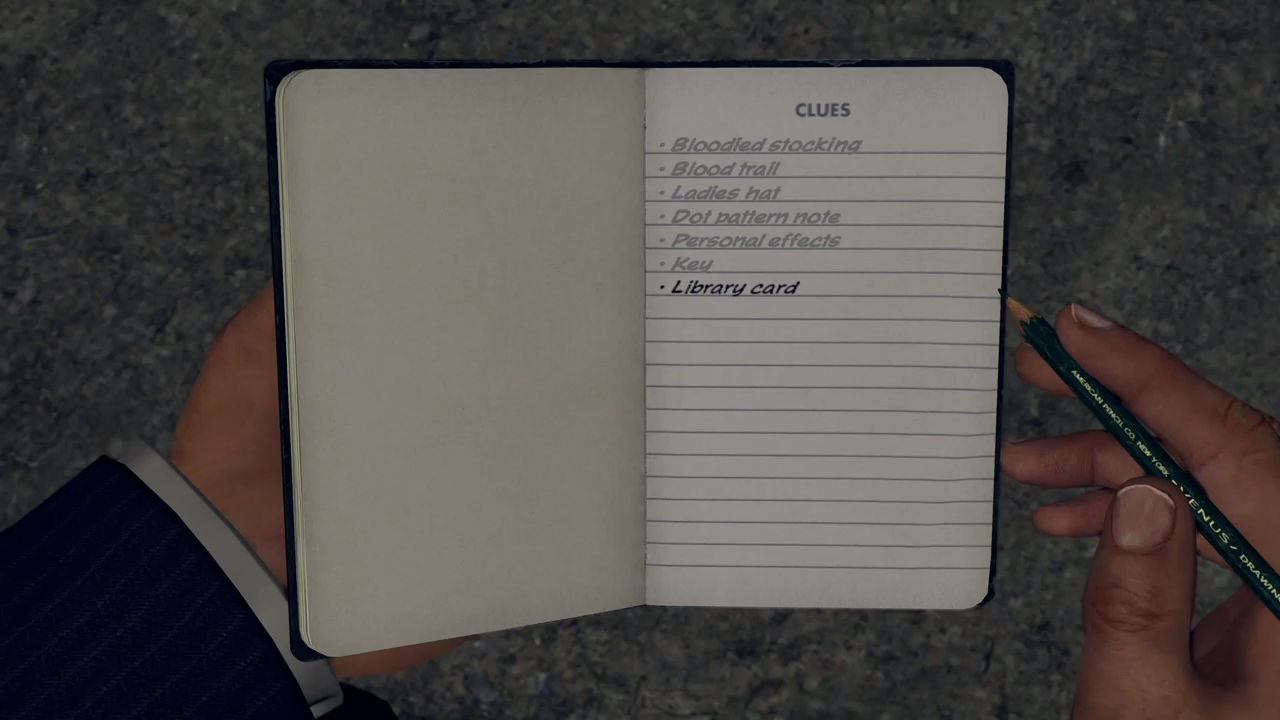 CLUES
• Bloodied stocking
• Blood trail
• Ladies hat
• Dot pattern note
• Personal effects
• Key
• Library card
AMERICAN PENCIL CO. NEW YORK VENUS/ DRAWIN